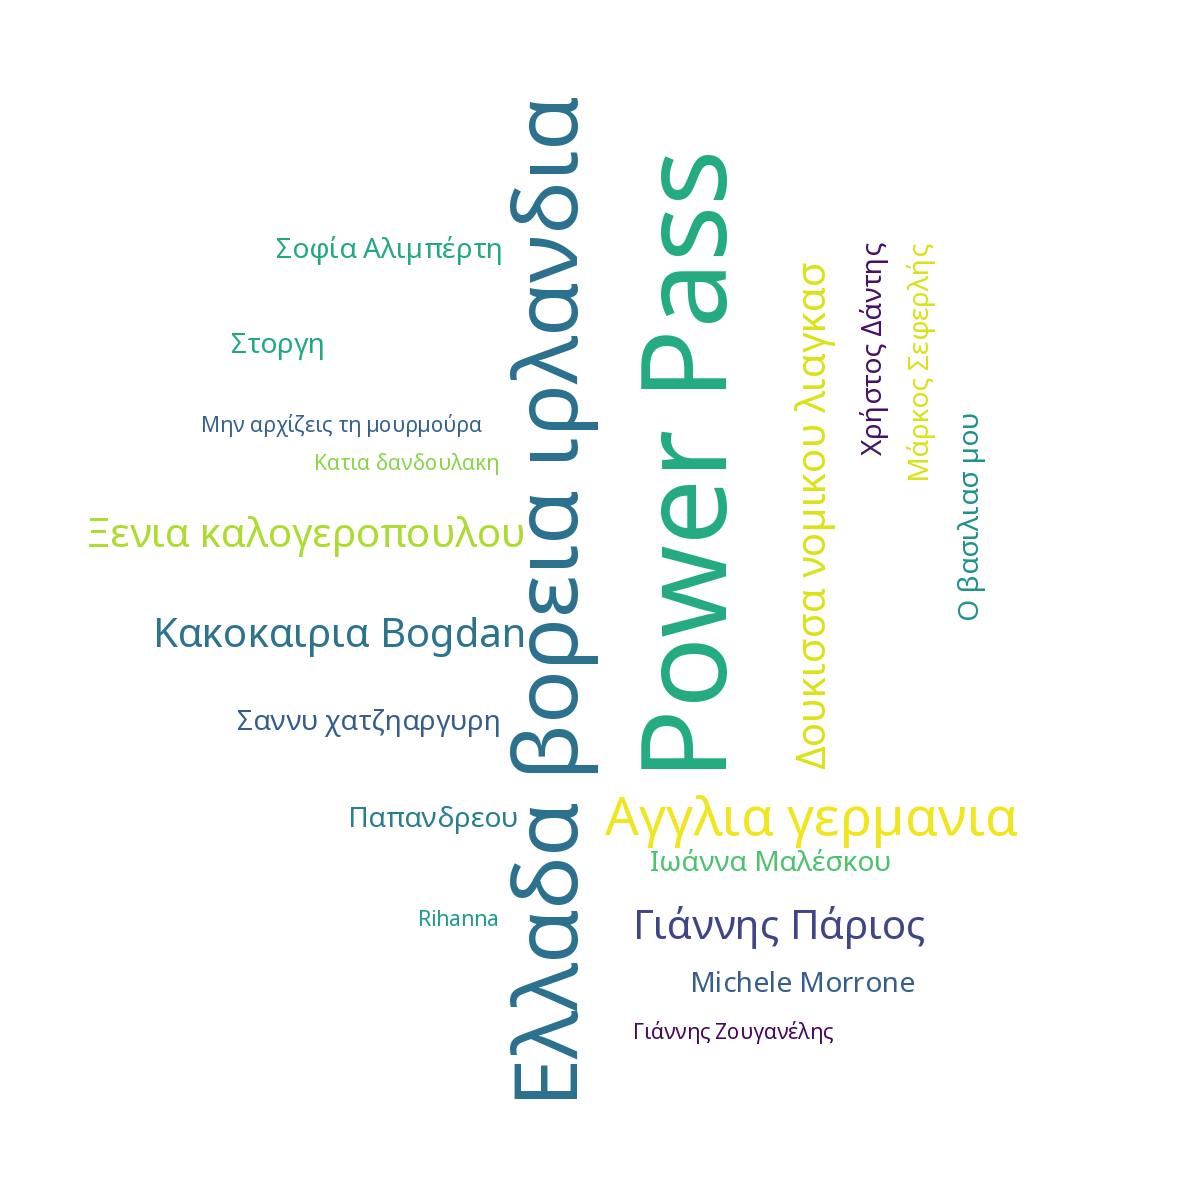 Σοφία Αλιμπέρτη
Στοργη
Μην αρχίζεις τη μουρμούρα
Κατια δανδουλακη
Ξενια καλογεροπουλου
Κακοκαιρια Bogdan
Σαννυ χατζηαργυρη
Παπανδρεου
Rihanna
Ελλαδα βορεια ιρλανδια
Power Pass
Δουκισσα νομικου λιαγκασ
Χρήστος Δάντης
Μάρκος Σεφερλής
Ο βασιλιασ μου
Αγγλια γερμανια
Ιωάννα Μαλέσκου
Γιάννης Πάριος
Michele Morrone
Γιάννης Ζουγανέλης